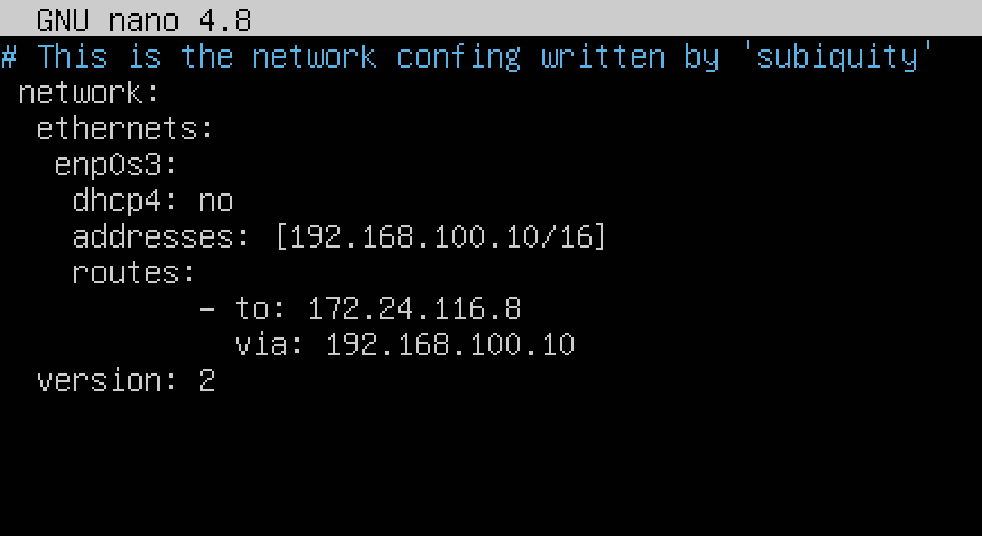 GNU nano 4.8
# This is the network confing written by 'subiquity'
network:
ethernets:
enp0s3:
dhcp4: no
addresses: [192.168.100.10/16]
routes:
- to: 172.24.116.8
via: 192.168.100.10
version: 2